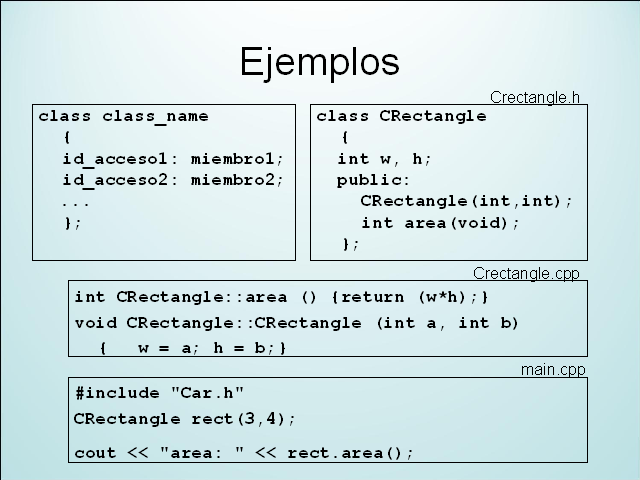 Ejemplos
class class_name
{
id_acceso1: miembro1;
id_acceso2: miembro2;
...
};
Crectangle.h
class CRectangle
{
int w, h;
public:
CRectangle(int,int);
int area(void);
};
Crectangle.cpp
int CRectangle::area () {return (w*h);}
void CRectangle::CRectangle (int a, int b)
{ w = a; h = b;}
main.cpp
#include "Car.h"
CRectangle rect(3,4);
cout << "area: " << rect.area();